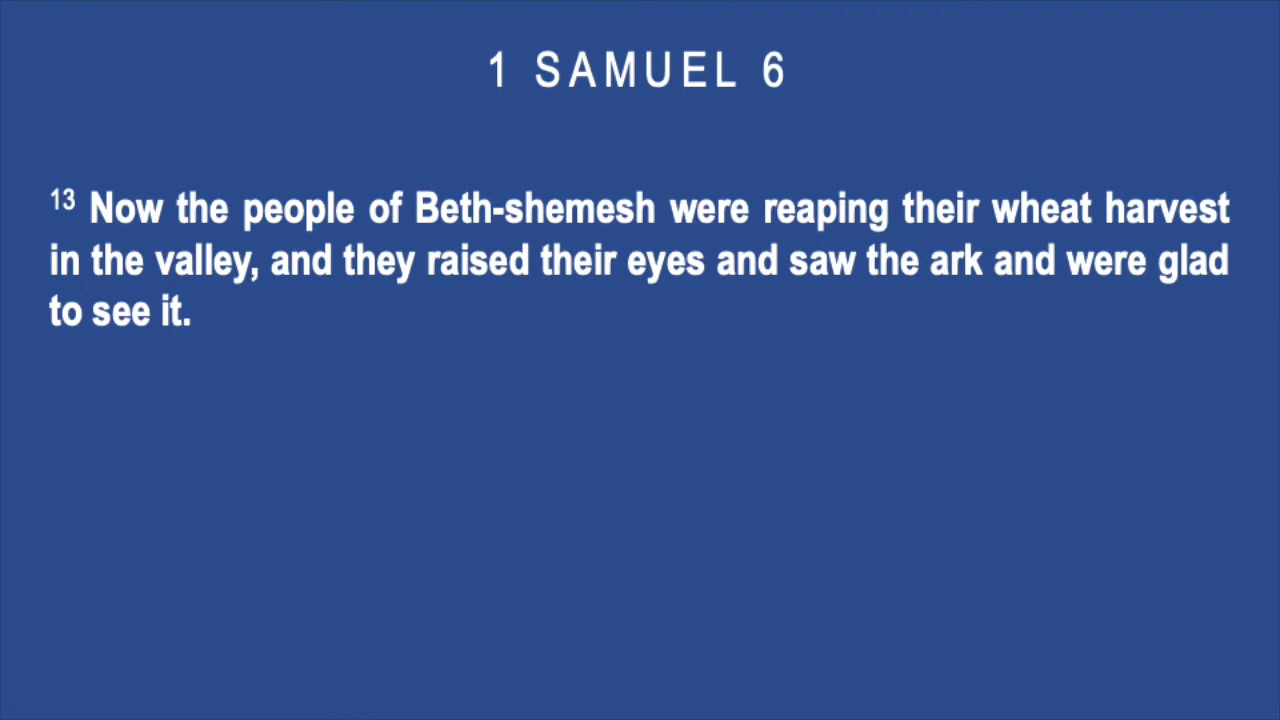 1 SAMUEL 6
13 Now the people of Beth-shemesh were reaping their wheat harvest
in the valley, and they raised their eyes and saw the ark and were glad
to see it.